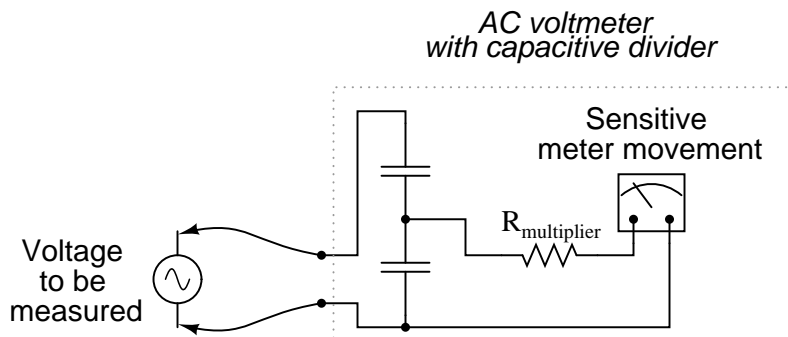 AC voltmeter
with capacitive divider
Sensitive
meter movement
Rmultiplier
Voltage
to be
measured